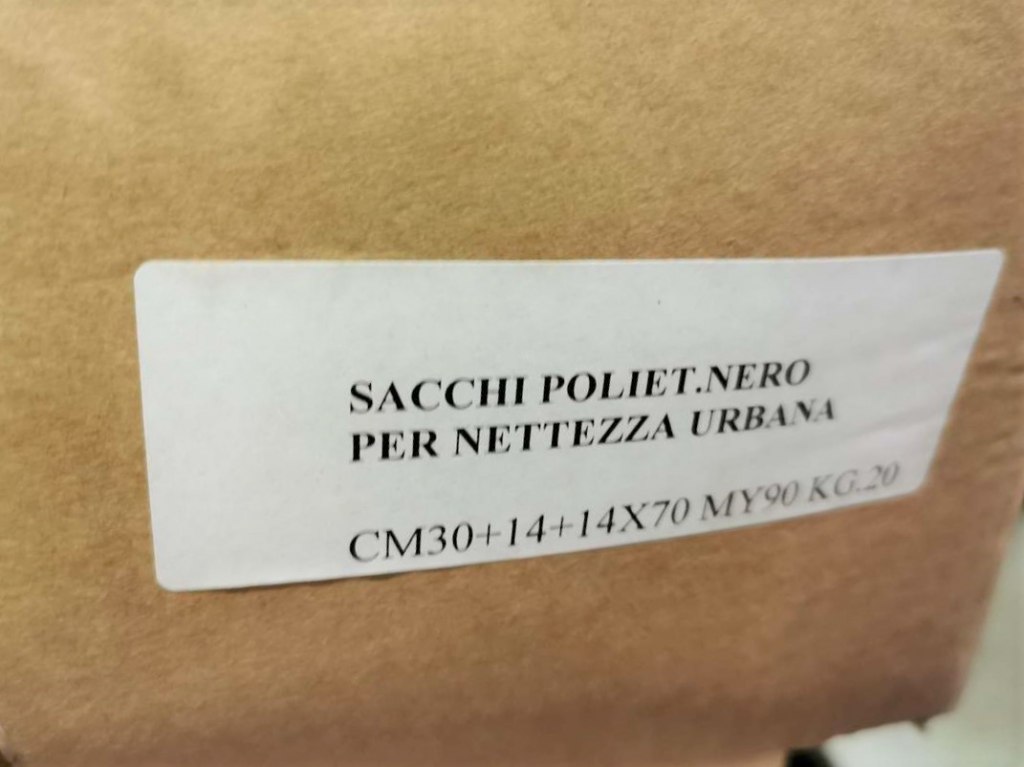 SACCHI POLIET.NERO
PER NETTEZZA URBANA
CM30+14+14X70 MY90 KG.20